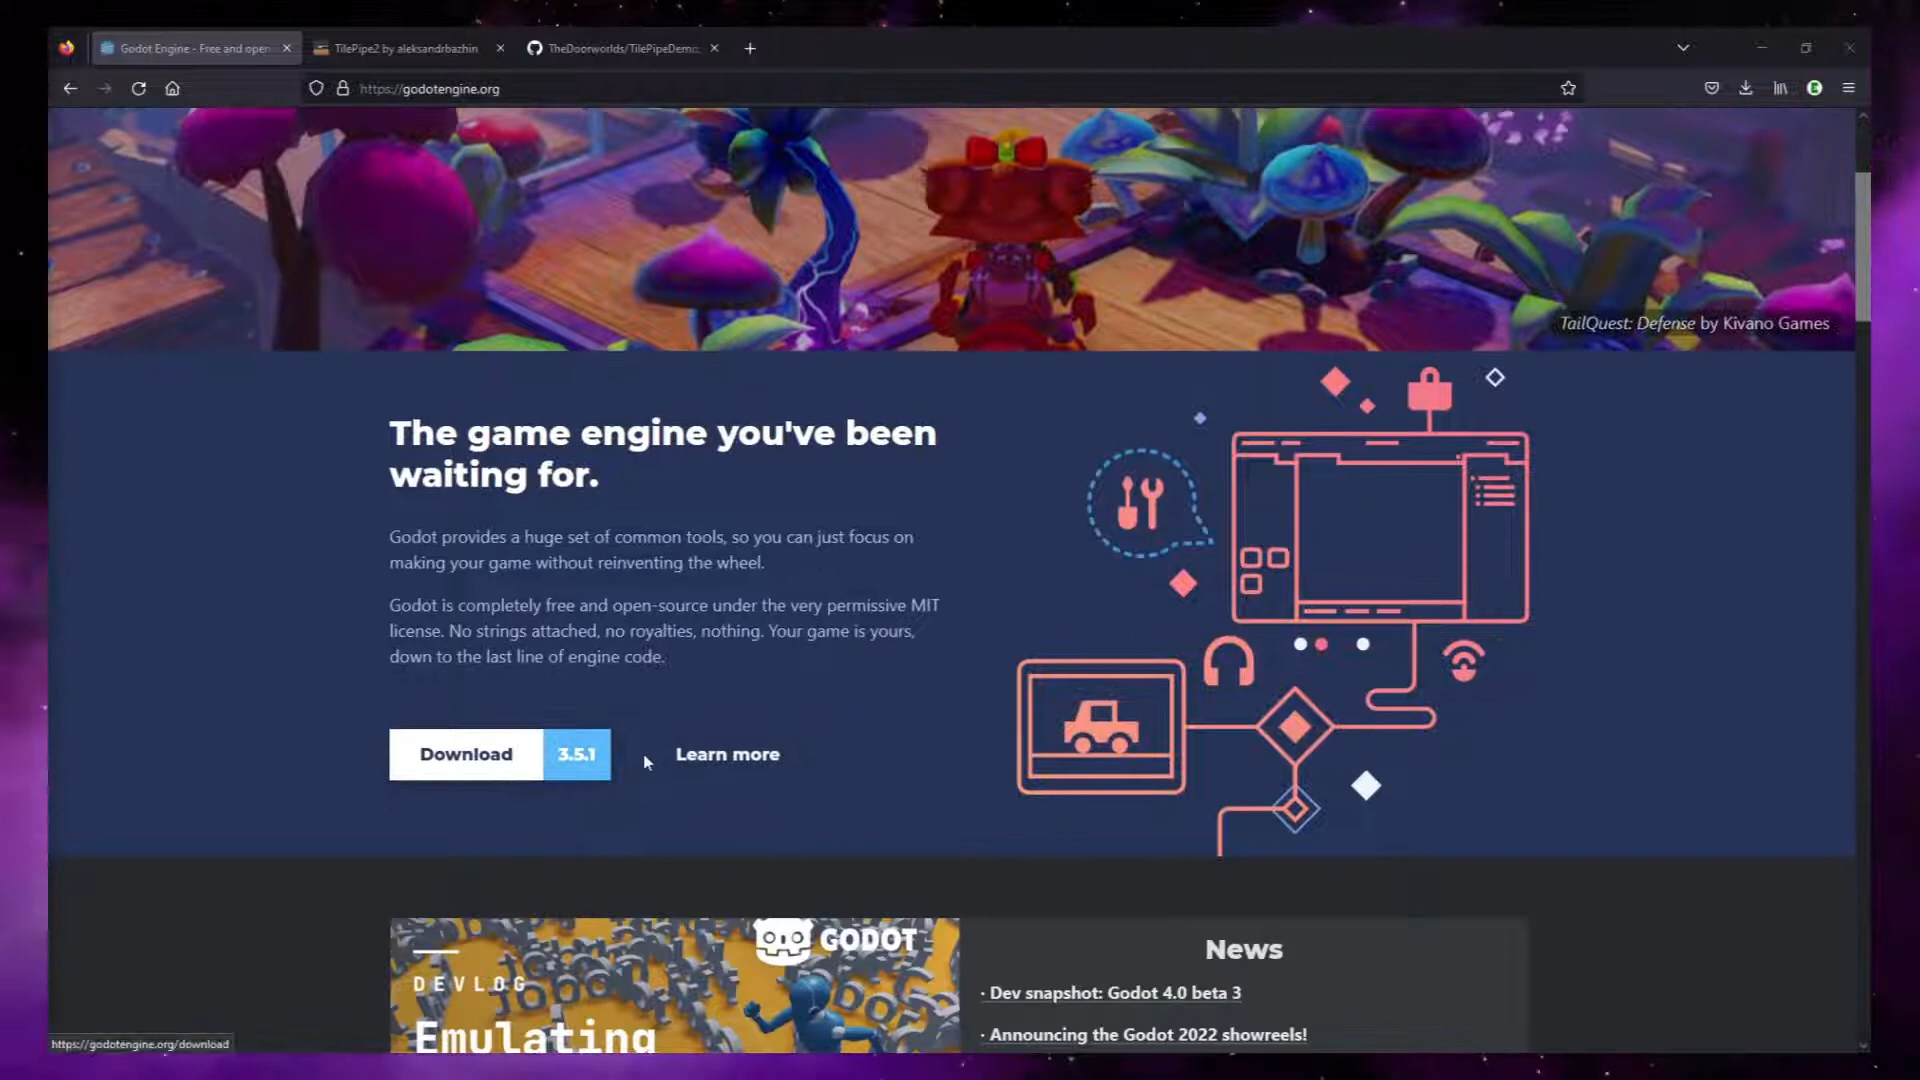 Godot Engine - Free and open
TilePipe2 by aleksandrbazhin
TheDoorworlds/TilePipeDemo:
https://godotengine.org
TailQuest: Defense by Kivano Games
The game engine you've been
waiting for.
Godot provides a huge set of common tools, so you can just focus on
making your game without reinventing the wheel.
Godot is completely free and open-source under the very permissive MIT
license. No strings attached, no royalties, nothing. Your game is yours,
down to the last line of engine code.
Download 3.5.1 Learn more
GODOT
DEVLOG
Emulating
News
· Dev snapshot: Godot 4.0 beta 3
· Announcing the Godot 2022 showreels!
https://godotengine.org/download